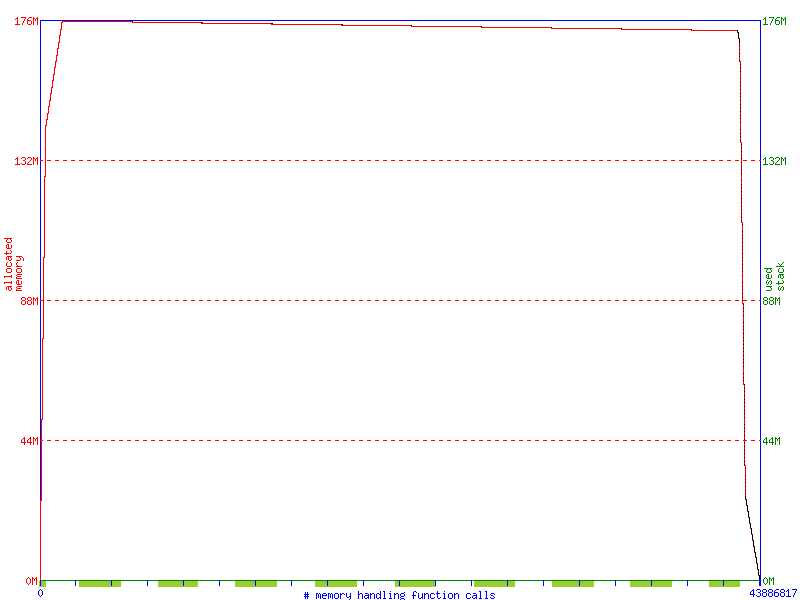 176M
176M
132M
132M
allocated
memory
used
stack
88M
88M
44M
44M
0M
0M
0
# memory handling function calls
43886817